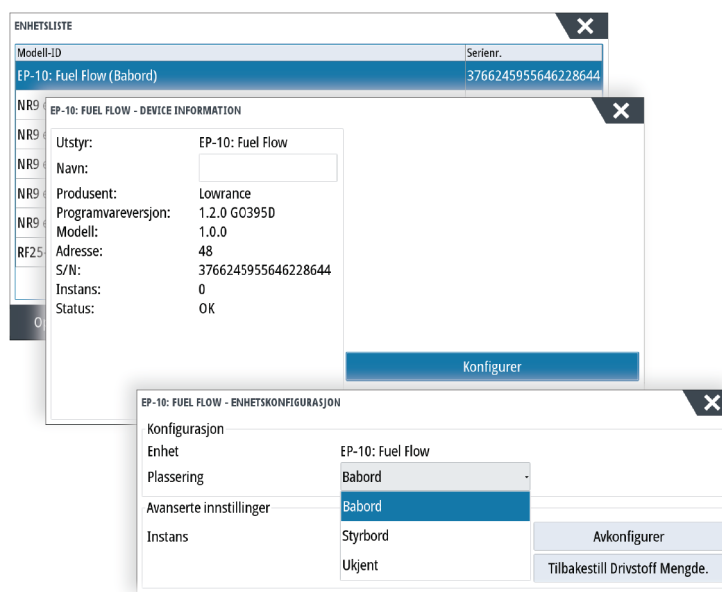 ENHETSLISTE
Modell-ID Serienr.
EP-10: Fuel Flow (Babord) 3766245955646228644
NR9
NR9
NR9
NR9
NR9
RF25
EP-10: FUEL FLOW - DEVICE INFORMATION
Utstyr: EP-10: Fuel Flow
Navn:
Produsent: Lowrance
Programvareversjon: 1.2.0 GO395D
Modell: 1.0.0
Adresse: 48
S/N: 3766245955646228644
Instans: 0
Status: OK
Konfigurer
EP-10: FUEL FLOW - ENHETSKONFIGURASJON
Konfigurasjon
Enhet EP-10: Fuel Flow
Plassering Babord
Babord
Avanserte innstillinger
Styrbord
Instans Avkonfigurer
Ukjent
Tilbakestill Drivstoff Mengde.